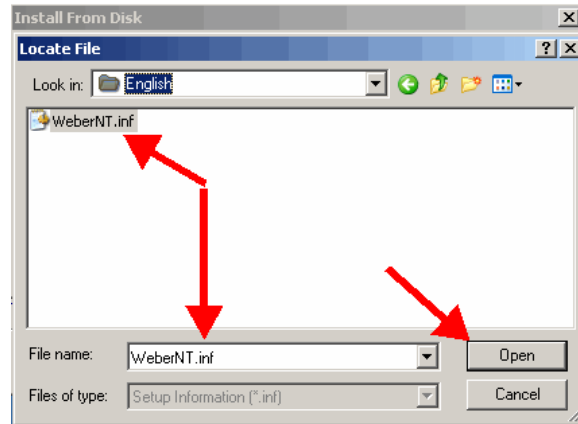 Install From Disk
Locate File
Look in: English
WeberNT.inf
File name: WeberNT.inf Open
Files of type: Setup Information (*.inf) Cancel